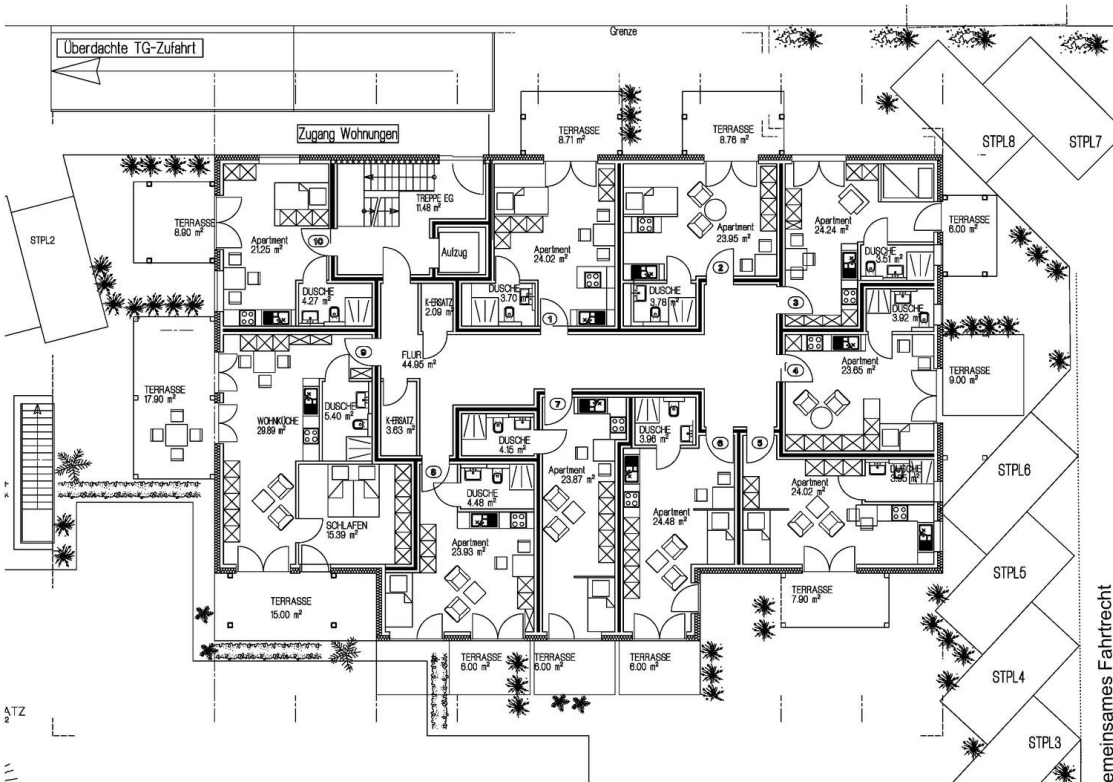 Grenze
Überdachte TG-Zufahrt
Zugang Wohnungen
TERRASSE
8.71 m²
TERRASSE
8.76 m²
STPL8
STPL7
STPL2
TERRASSE
8.90 m²
Apartment
21.25 m²
10
DUSCHE
4.27 m²
TREPPE EG
11.48 m²
Aufzug
Apartment
24.02 m²
DUSCHE
3.70 m²
1
Apartment
23.95 m²
DUSCHE
3.78 m²
2
Apartment
24.24 m²
DUSCHE
3.51 m²
3
TERRASSE
6.00 m²
K-ERSATZ
2.09 m²
FLUR
44.95 m²
9
K-ERSATZ
3.63 m²
DUSCHE
3.92 m²
Apartment
23.65 m²
4
TERRASSE
9.00 m²
TERRASSE
17.90 m²
WOHNKÜCHE
29.89 m²
DUSCHE
5.40 m²
SCHLAFEN
15.39 m²
TERRASSE
15.00 m²
DUSCHE
4.15 m²
7
Apartment
23.87 m²
8
DUSCHE
4.48 m²
Apartment
23.93 m²
DUSCHE
3.96 m²
6
Apartment
24.48 m²
5
Apartment
24.02 m²
DUSCHE
3.95 m²
TERRASSE
7.90 m²
TERRASSE
6.00 m²
TERRASSE
6.00 m²
TERRASSE
6.00 m²
STPL6
STPL5
STPL4
STPL3
ATZ
emeinsames Fahrtrecht